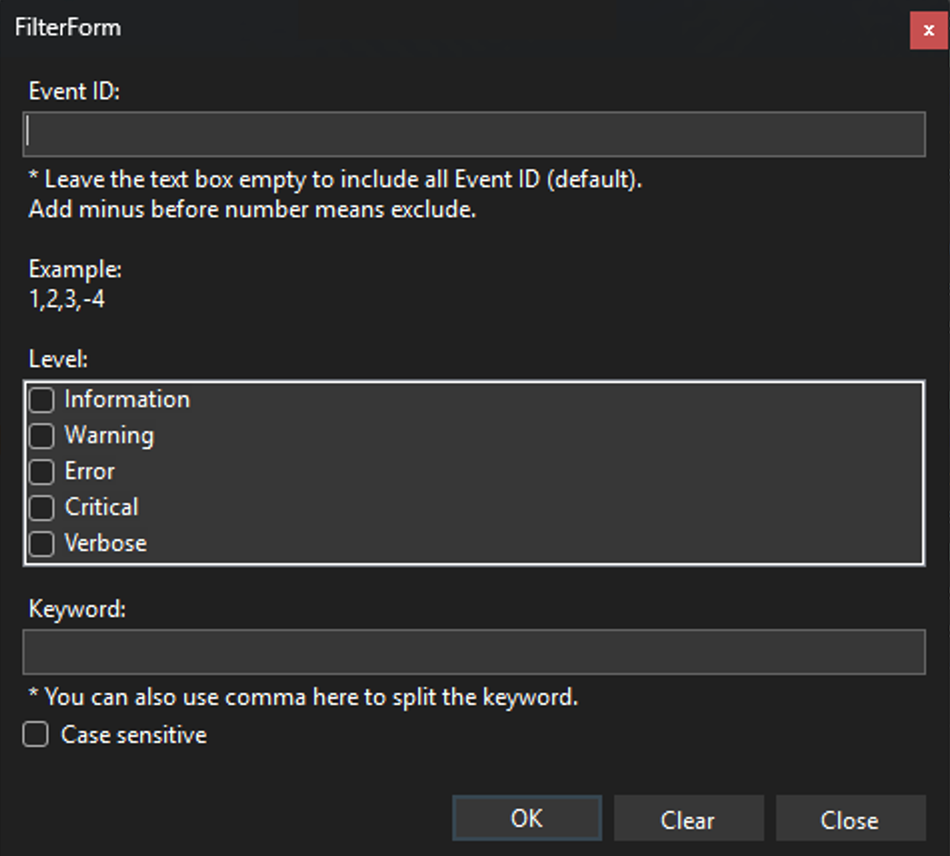 FilterForm
x
Event ID:
* Leave the text box empty to include all Event ID (default).
Add minus before number means exclude.
Example:
1,2,3,-4
Level:
Information
Warning
Error
Critical
Verbose
Keyword:
* You can also use comma here to split the keyword.
Case sensitive
OK Clear Close